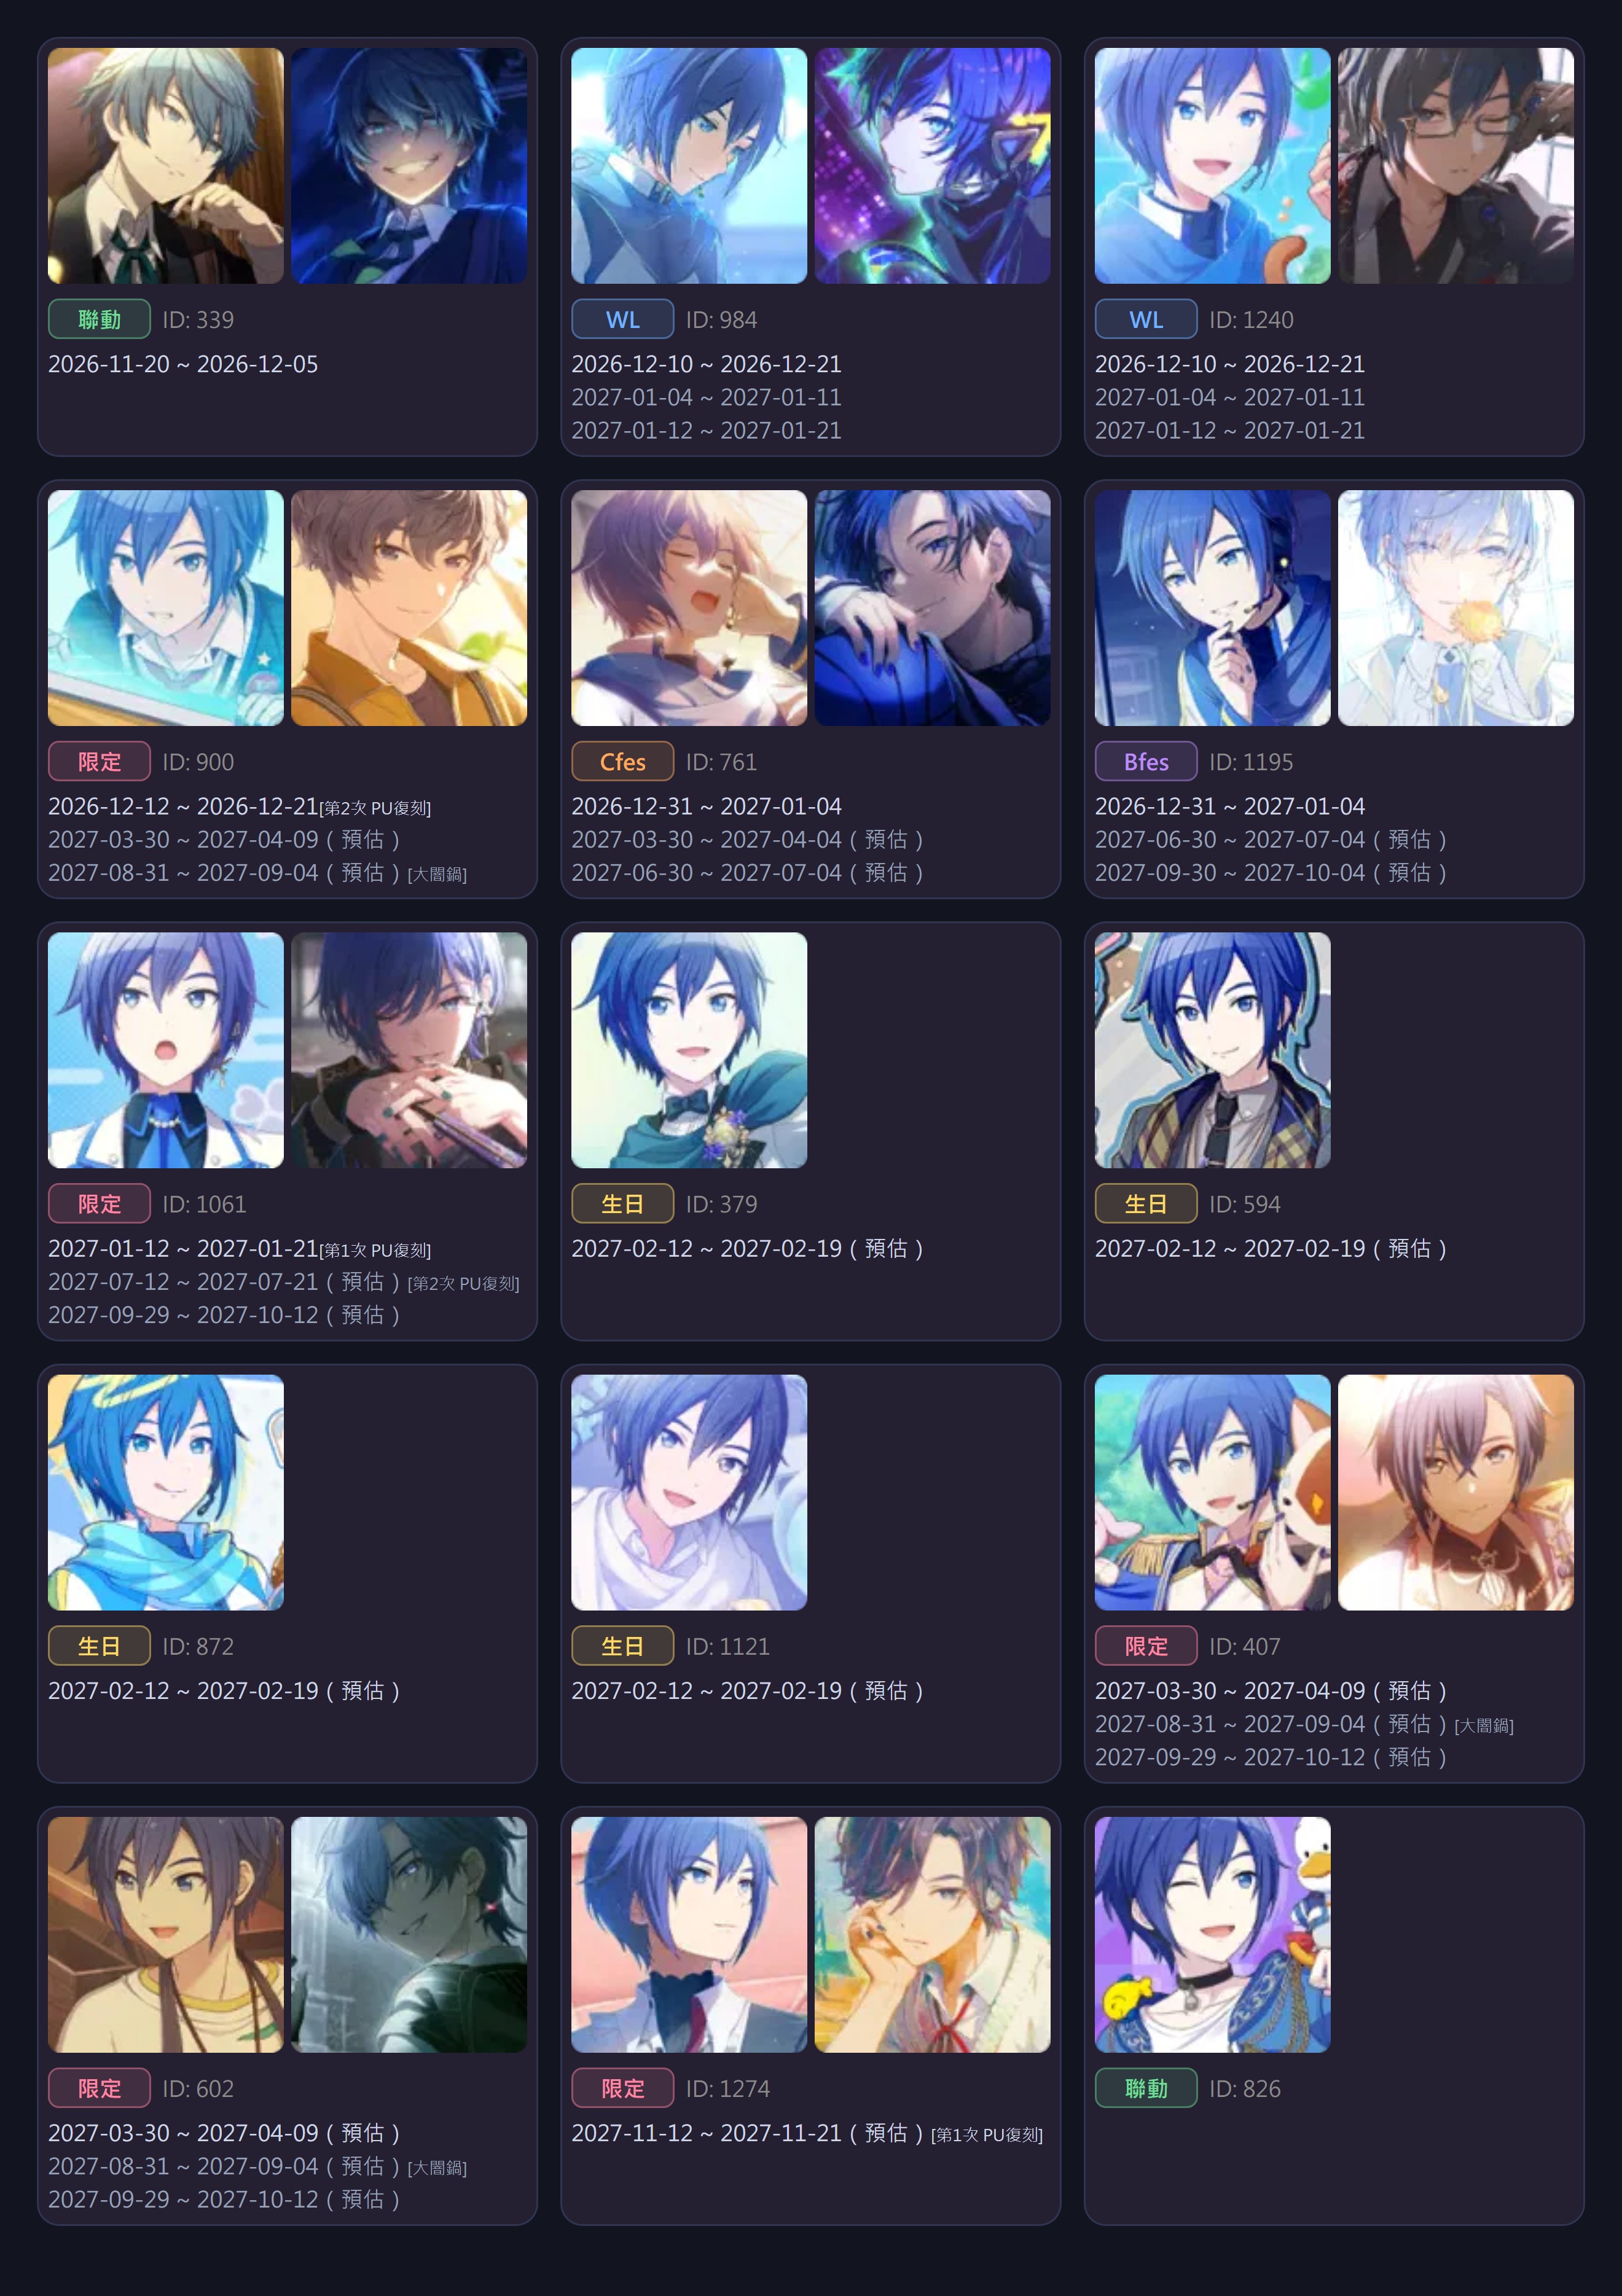 聯動 ID: 339
2026-11-20 ~ 2026-12-05
WL ID: 984
2026-12-10 ~ 2026-12-21
2027-01-04 ~ 2027-01-11
2027-01-12 ~ 2027-01-21
WL ID: 1240
2026-12-10 ~ 2026-12-21
2027-01-04 ~ 2027-01-11
2027-01-12 ~ 2027-01-21
限定 ID: 900
2026-12-12 ~ 2026-12-21[第2次 PU復刻]
2027-03-30 ~ 2027-04-09 ( 預估 )
2027-08-31 ~ 2027-09-04 ( 預估 ) [大闇鍋]
Cfes ID: 761
2026-12-31 ~ 2027-01-04
2027-03-30 ~ 2027-04-04 ( 預估 )
2027-06-30 ~ 2027-07-04 ( 預估 )
Bfes ID: 1195
2026-12-31 ~ 2027-01-04
2027-06-30 ~ 2027-07-04 ( 預估 )
2027-09-30 ~ 2027-10-04 ( 預估 )
限定 ID: 1061
2027-01-12 ~ 2027-01-21[第1次 PU復刻]
2027-07-12 ~ 2027-07-21 ( 預估 ) [第2次 PU復刻]
2027-09-29 ~ 2027-10-12 ( 預估 )
生日 ID: 379
2027-02-12 ~ 2027-02-19 ( 預估 )
生日 ID: 594
2027-02-12 ~ 2027-02-19 ( 預估 )
生日 ID: 872
2027-02-12 ~ 2027-02-19 ( 預估 )
生日 ID: 1121
2027-02-12 ~ 2027-02-19 ( 預估 )
限定 ID: 407
2027-03-30 ~ 2027-04-09 ( 預估 )
2027-08-31 ~ 2027-09-04 ( 預估 ) [大闇鍋]
2027-09-29 ~ 2027-10-12 ( 預估 )
限定 ID: 602
2027-03-30 ~ 2027-04-09 ( 預估 )
2027-08-31 ~ 2027-09-04 ( 預估 ) [大闇鍋]
2027-09-29 ~ 2027-10-12 ( 預估 )
限定 ID: 1274
2027-11-12 ~ 2027-11-21 ( 預估 ) [第1次 PU復刻]
聯動 ID: 826